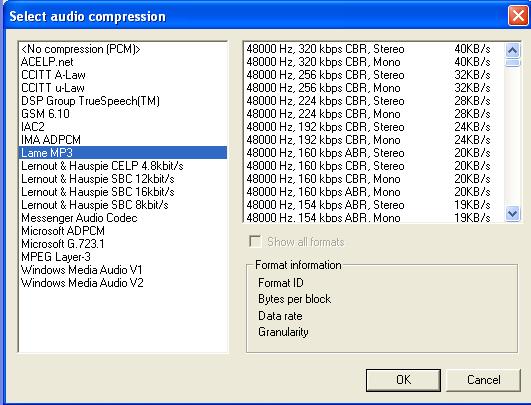 Select audio compression
<No compression (PCM)>
ACELP.net
CCITT A-Law
CCITT u-Law
DSP Group TrueSpeech(TM)
GSM 6.10
IAC2
IMA ADPCM
Lame MP3
Lernout & Hauspie CELP 4.8kbit/s
Lernout & Hauspie SBC 12kbit/s
Lernout & Hauspie SBC 16kbit/s
Lernout & Hauspie SBC 8kbit/s
Messenger Audio Codec
Microsoft ADPCM
Microsoft G.723.1
MPEG Layer-3
Windows Media Audio V1
Windows Media Audio V2
48000 Hz, 320 kbps CBR, Stereo 40KB/s
48000 Hz, 320 kbps CBR, Mono 40KB/s
48000 Hz, 256 kbps CBR, Stereo 32KB/s
48000 Hz, 256 kbps CBR, Mono 32KB/s
48000 Hz, 224 kbps CBR, Stereo 28KB/s
48000 Hz, 224 kbps CBR, Mono 28KB/s
48000 Hz, 192 kbps CBR, Stereo 24KB/s
48000 Hz, 192 kbps CBR, Mono 24KB/s
48000 Hz, 160 kbps ABR, Stereo 20KB/s
48000 Hz, 160 kbps ABR, Mono 20KB/s
48000 Hz, 160 kbps CBR, Stereo 20KB/s
48000 Hz, 160 kbps CBR, Mono 20KB/s
48000 Hz, 154 kbps ABR, Stereo 19KB/s
48000 Hz, 154 kbps ABR, Mono 19KB/s
Show all formats
Format information
Format ID
Bytes per block
Data rate
Granularity
OK
Cancel